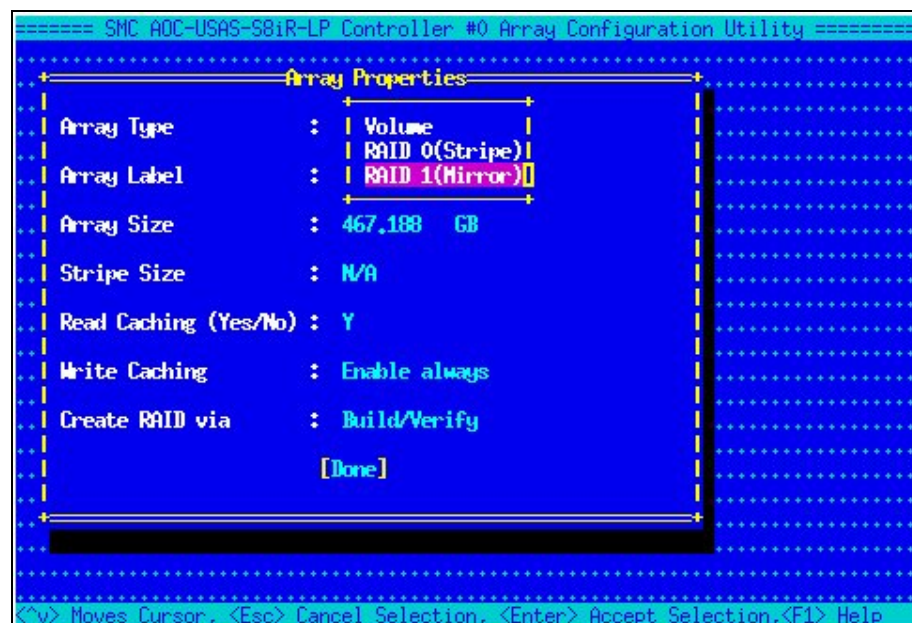 ======= SMC AOC-USAS-S8iR-LP Controller #0 Array Configuration Utility =========
Array Properties
Array Type : Volume
RAID 0(Stripe)
Array Label : RAID 1(Mirror)
Array Size : 467.188 GB
Stripe Size : N/A
Read Caching (Yes/No) : Y
Write Caching : Enable always
Create RAID via : Build/Verify
[Done]
<^v> Moves Cursor, <Esc> Cancel Selection, <Enter> Accept Selection,<F1> Help